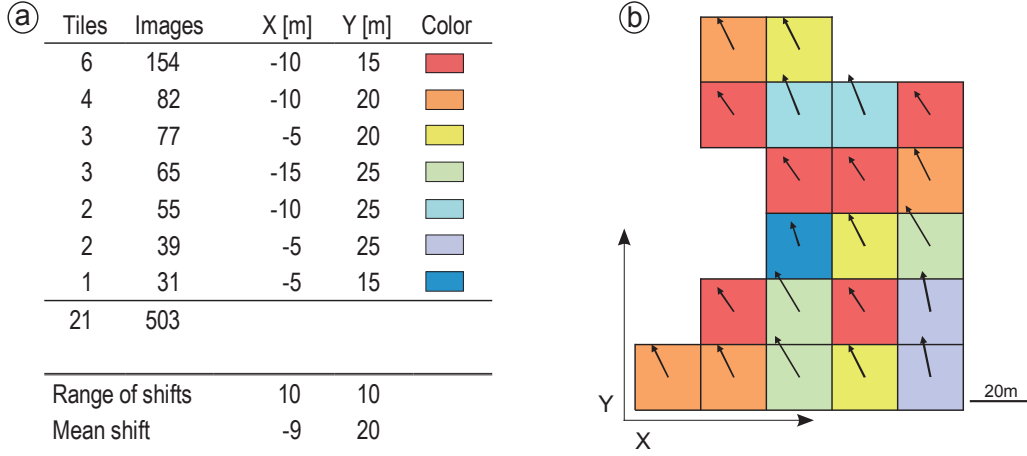 a
Tiles Images X [m] Y [m] Color
6 154 -10 15
4 82 -10 20
3 77 -5 20
3 65 -15 25
2 55 -10 25
2 39 -5 25
1 31 -5 15
21 503
Range of shifts 10 10
Mean shift -9 20
b
Y
X
20m